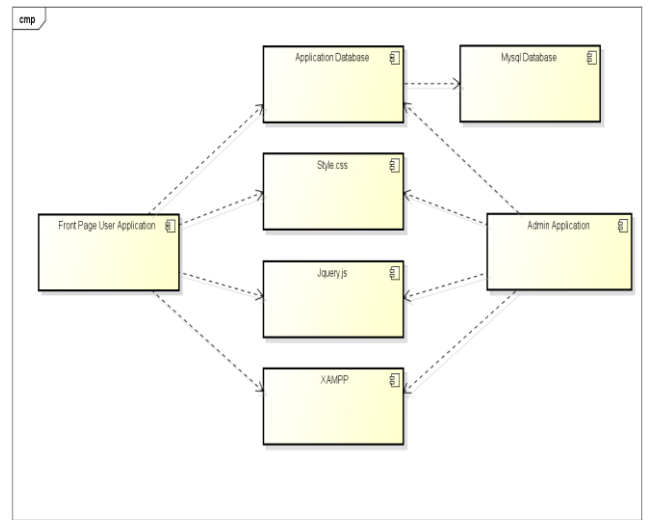 cmp
Application Database
Mysql Database
Style.css
Front Page User Application
Admin Application
Jquery.js
XAMPP